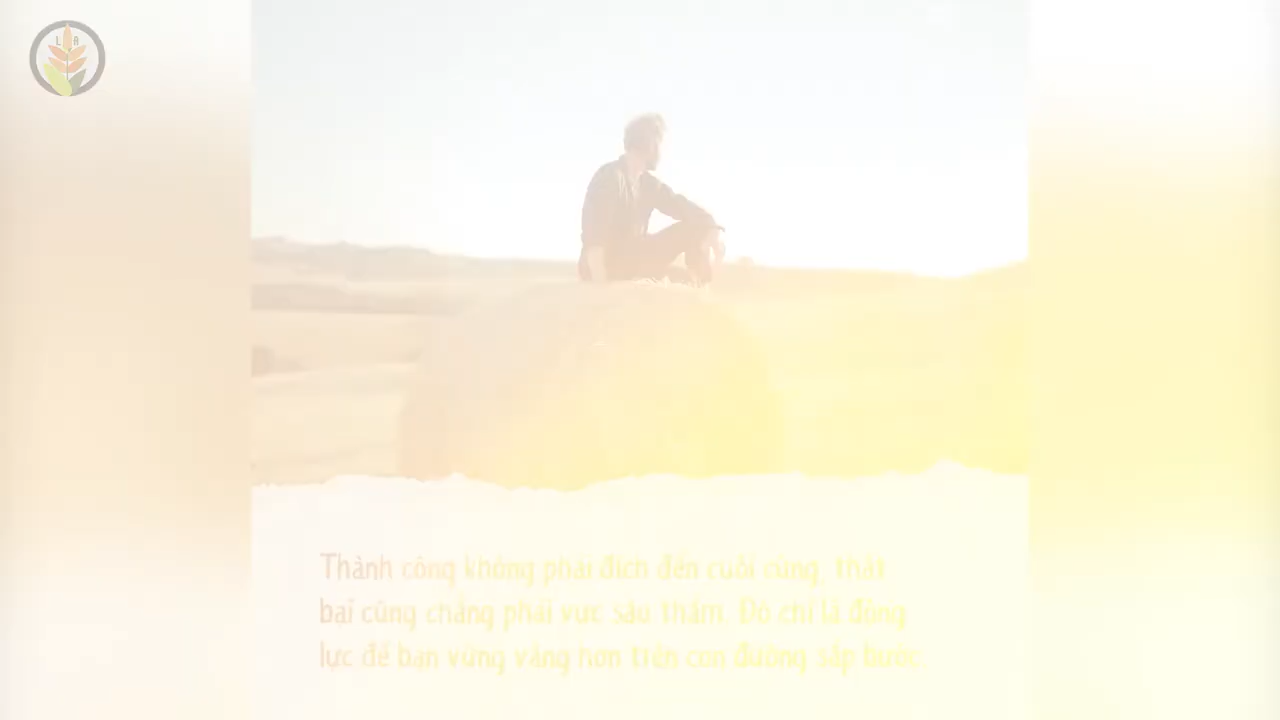 L A
Thành công không phải đích đến cuối cùng, thất
bại cũng chẳng phải vực sâu thẳm. Đó chỉ là động
lực để bạn vững vàng hơn trên con đường sắp bước.